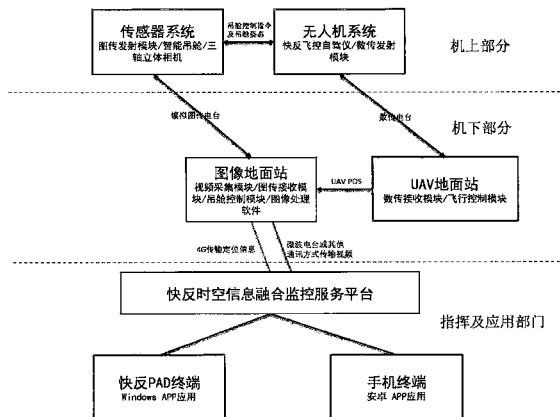 传感器系统
图传发射模块/智能吊舱/三
轴立体相机
吊舱控制指令
及吊舱姿态
无人机系统
快反飞控自驾仪/数传发射
模块
机上部分
模拟图传电台
数传电台
机下部分
图像地面站
视频采集模块/图传接收模
块/吊舱控制模块/图像处理
软件
UAV POS
UAV地面站
数传接收模块/飞行控制模块
4G传输定位信息
微波电台或其他
通讯方式传输视频
快反时空信息融合监控服务平台
指挥及应用部门
快反PAD终端
Windows APP应用
手机终端
安卓 APP应用